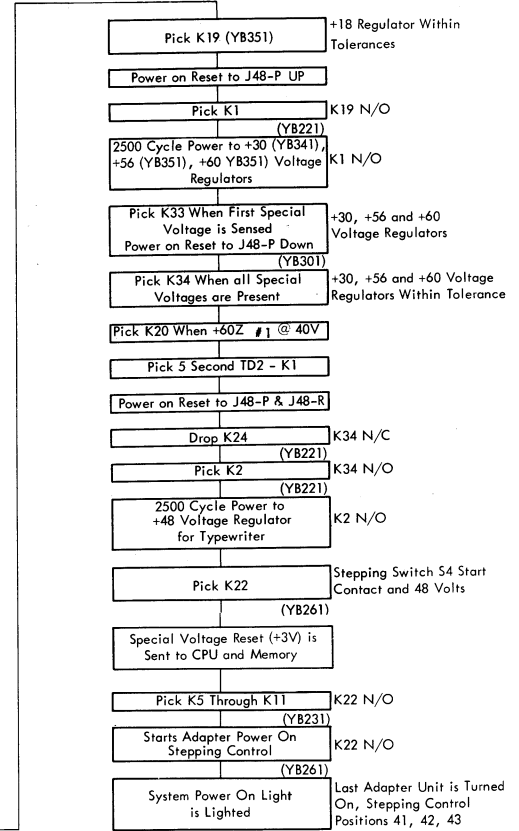 Pick K19 (YB351)
+18 Regulator Within
Tolerances
Power on Reset to J48-P UP
Pick K1
K19 N/O
(YB221)
2500 Cycle Power to +30 (YB341),
+56 (YB351), +60 YB351) Voltage
Regulators
K1 N/O
Pick K33 When First Special
Voltage is Sensed
Power on Reset to J48-P Down
+30, +56 and +60
Voltage Regulators
(YB301)
Pick K34 When all Special
Voltages are Present
+30, +56 and +60 Voltage
Regulators Within Tolerance
Pick K20 When +60Z #1 @ 40V
Pick 5 Second TD2 - K1
Power on Reset to J48-P & J48-R
Drop K24
K34 N/C
(YB221)
Pick K2
K34 N/O
(YB221)
2500 Cycle Power to
+48 Voltage Regulator
for Typewriter
K2 N/O
Pick K22
Stepping Switch S4 Start
Contact and 48 Volts
(YB261)
Special Voltage Reset (+3V) is
Sent to CPU and Memory
Pick K5 Through K11
K22 N/O
(YB231)
Starts Adapter Power On
Stepping Control
K22 N/O
(YB261)
System Power On Light
is Lighted
Last Adapter Unit is Turned
On, Stepping Control
Positions 41, 42, 43